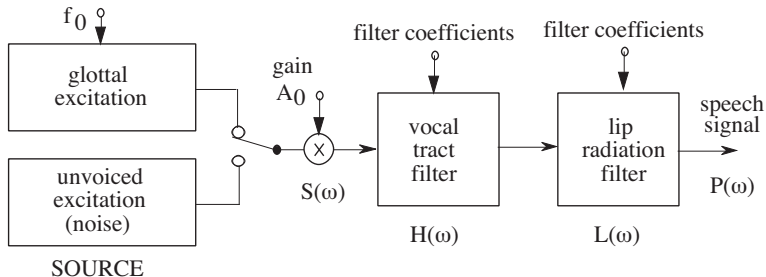 f0
glottal
excitation
unvoiced
excitation
(noise)
SOURCE
gain
A0
X
S(ω)
filter coefficients
vocal
tract
filter
H(ω)
filter coefficients
lip
radiation
filter
L(ω)
speech
signal
P(ω)